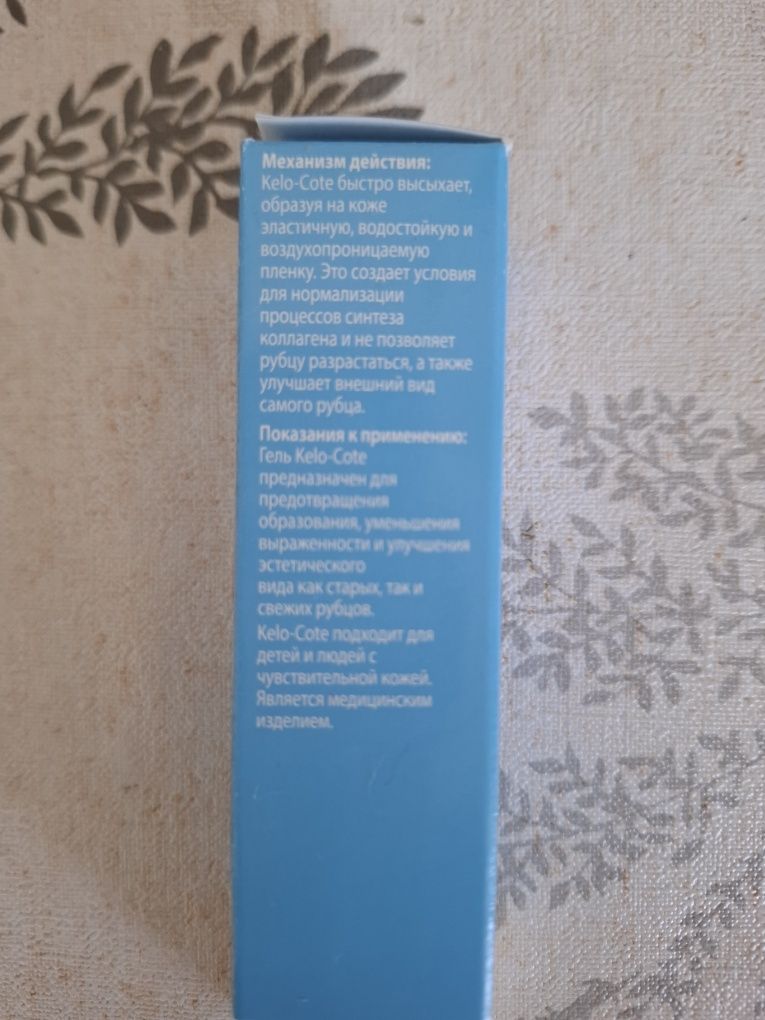 Механизм действия:
Kelo-Cote быстро высыхает,
образуя на коже
эластичную, водостойкую и
воздухопроницаемую
пленку. Это создает условия
для нормализации
процессов синтеза
коллагена и не позволяет
рубцу разрастаться, а также
улучшает внешний вид
самого рубца.
Показания к применению:
Гель Kelo-Cote
предназначен для
предотвращения
образования, уменьшения
выраженности и улучшения
эстетического
вида как старых, так и
свежих рубцов.
Kelo-Cote подходит для
детей и людей с
чувствительной кожей.
Является медицинским
изделием.